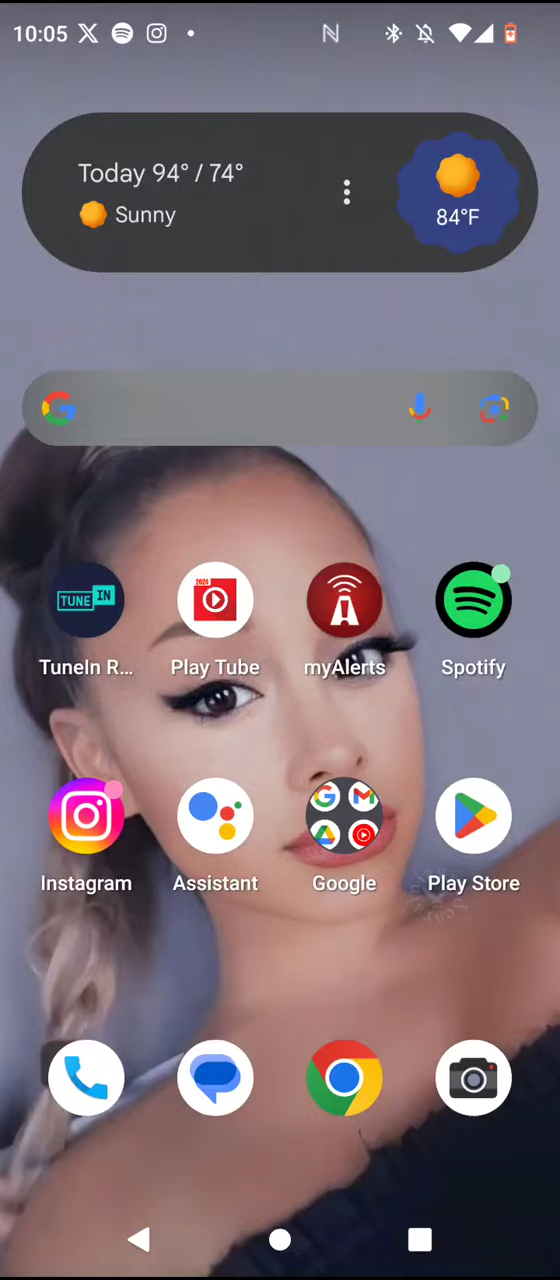 10:05
Today 94° / 74°
Sunny
84°F
TUNE IN
2024
TuneIn R...
Play Tube
myAlerts
Spotify
Instagram
Assistant
Google
Play Store